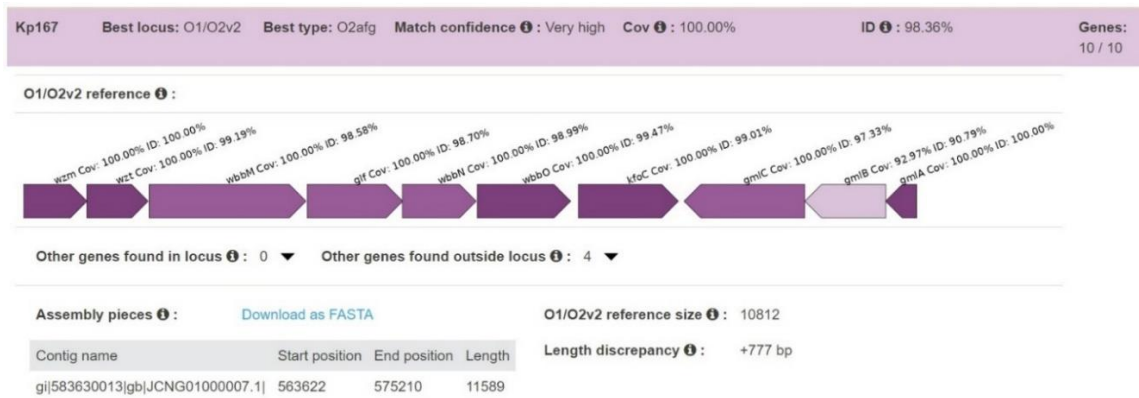 Kp167 Best locus: O1/O2v2 Best type: O2afg Match confidence : Very high Cov : 100.00% ID : 98.36% Genes: 10 / 10
O1/O2v2 reference :
wzm Cov: 100.00% ID: 100.00%
wzt Cov: 100.00% ID: 99.19%
wbbM Cov: 100.00% ID: 98.58%
glf Cov: 100.00% ID: 98.70%
wbbN Cov: 100.00% ID: 98.99%
wbbO Cov: 100.00% ID: 99.47%
kfoC Cov: 100.00% ID: 99.01%
gmlC Cov: 100.00% ID: 97.33%
gmlB Cov: 92.97% ID: 90.79%
gmlA Cov: 100.00% ID: 100.00%
Other genes found in locus : 0 ▼ Other genes found outside locus : 4 ▼
Assembly pieces : Download as FASTA O1/O2v2 reference size : 10812
Contig name Start position End position Length Length discrepancy : +777 bp
gi|583630013|gb|JCNG01000007.1| 563622 575210 11589